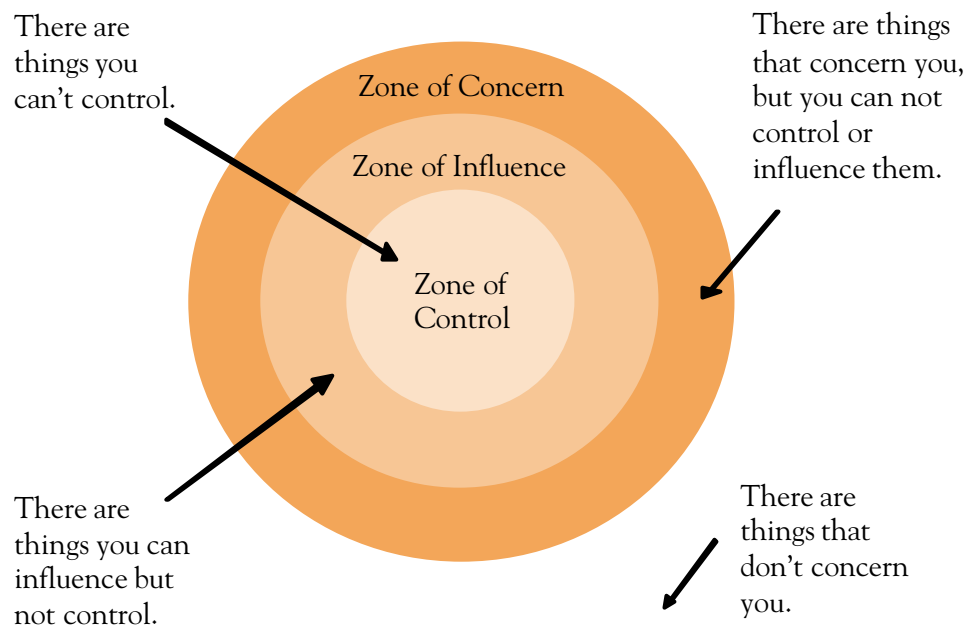 There are
things you
can’t control.
There are things
that concern you,
but you can not
control or
influence them.
Zone of Concern
Zone of Influence
Zone of
Control
There are
things you can
influence but
not control.
There are
things that
don’t concern
you.